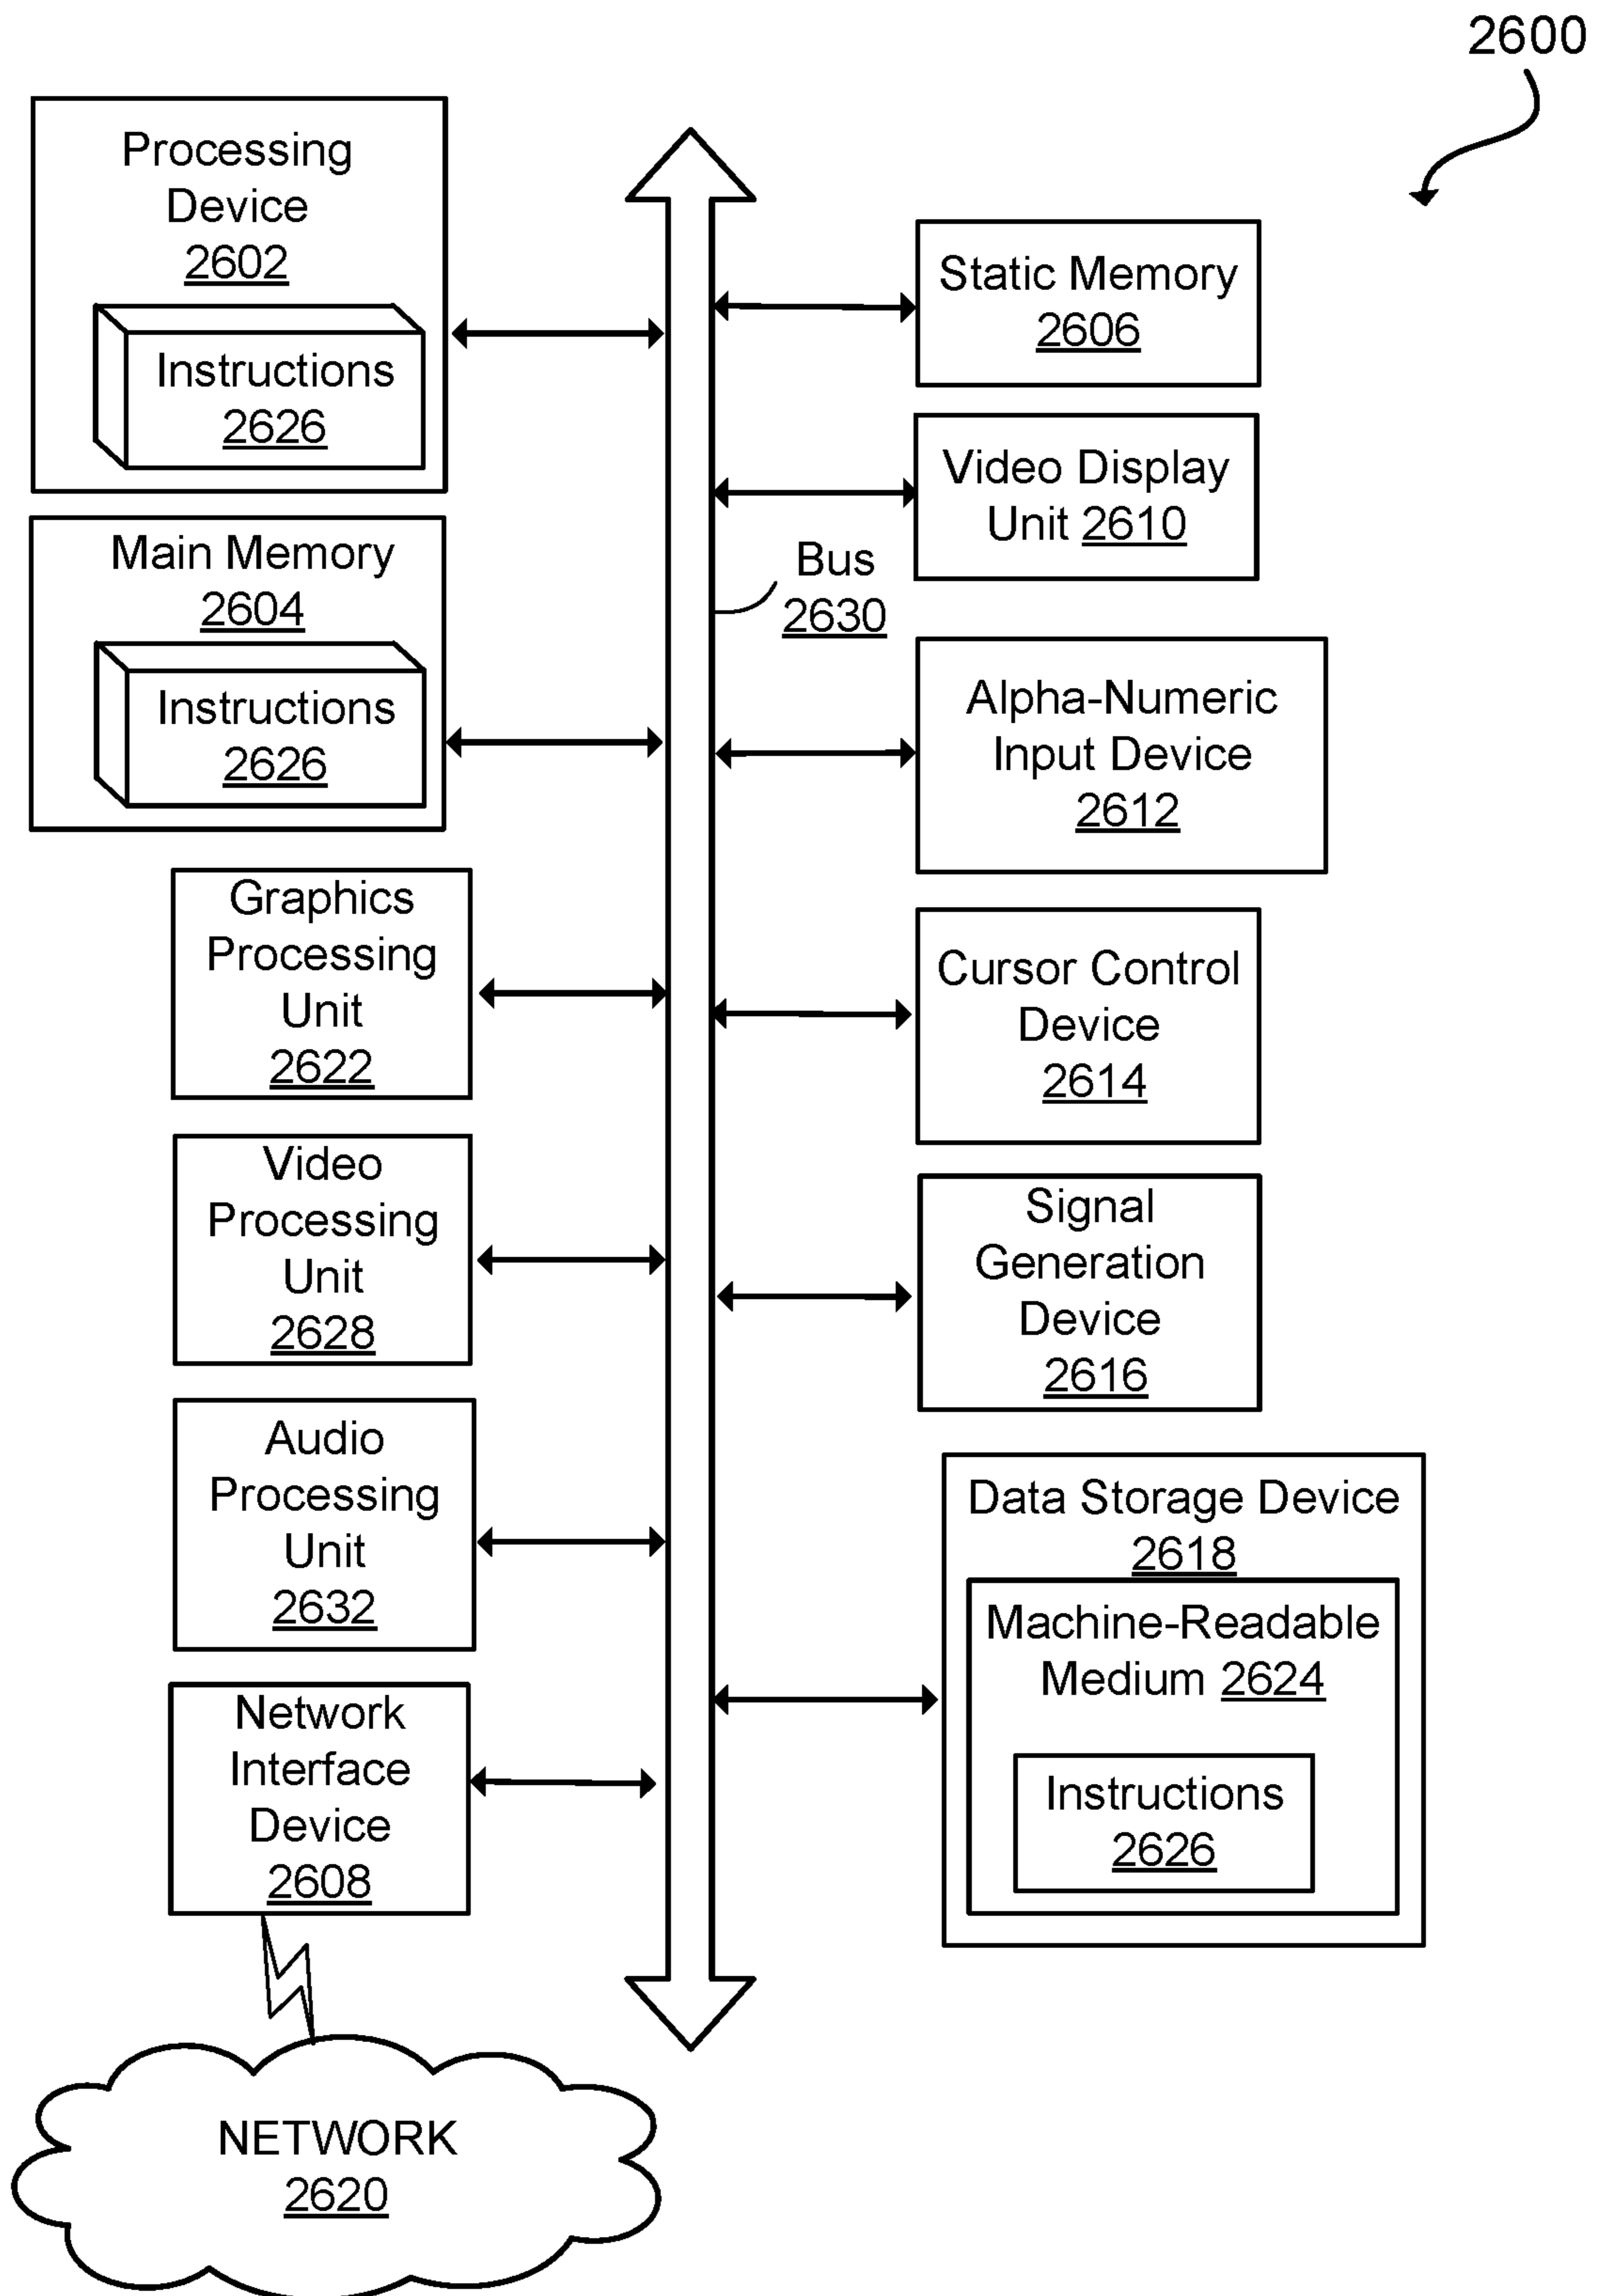 2600
Processing
Device
2602
Instructions
2626
Main Memory
2604
Instructions
2626
Graphics
Processing
Unit
2622
Video
Processing
Unit
2628
Audio
Processing
Unit
2632
Network
Interface
Device
2608
NETWORK
2620
Bus
2630
Static Memory
2606
Video Display
Unit 2610
Alpha-Numeric
Input Device
2612
Cursor Control
Device
2614
Signal
Generation
Device
2616
Data Storage Device
2618
Machine-Readable
Medium 2624
Instructions
2626